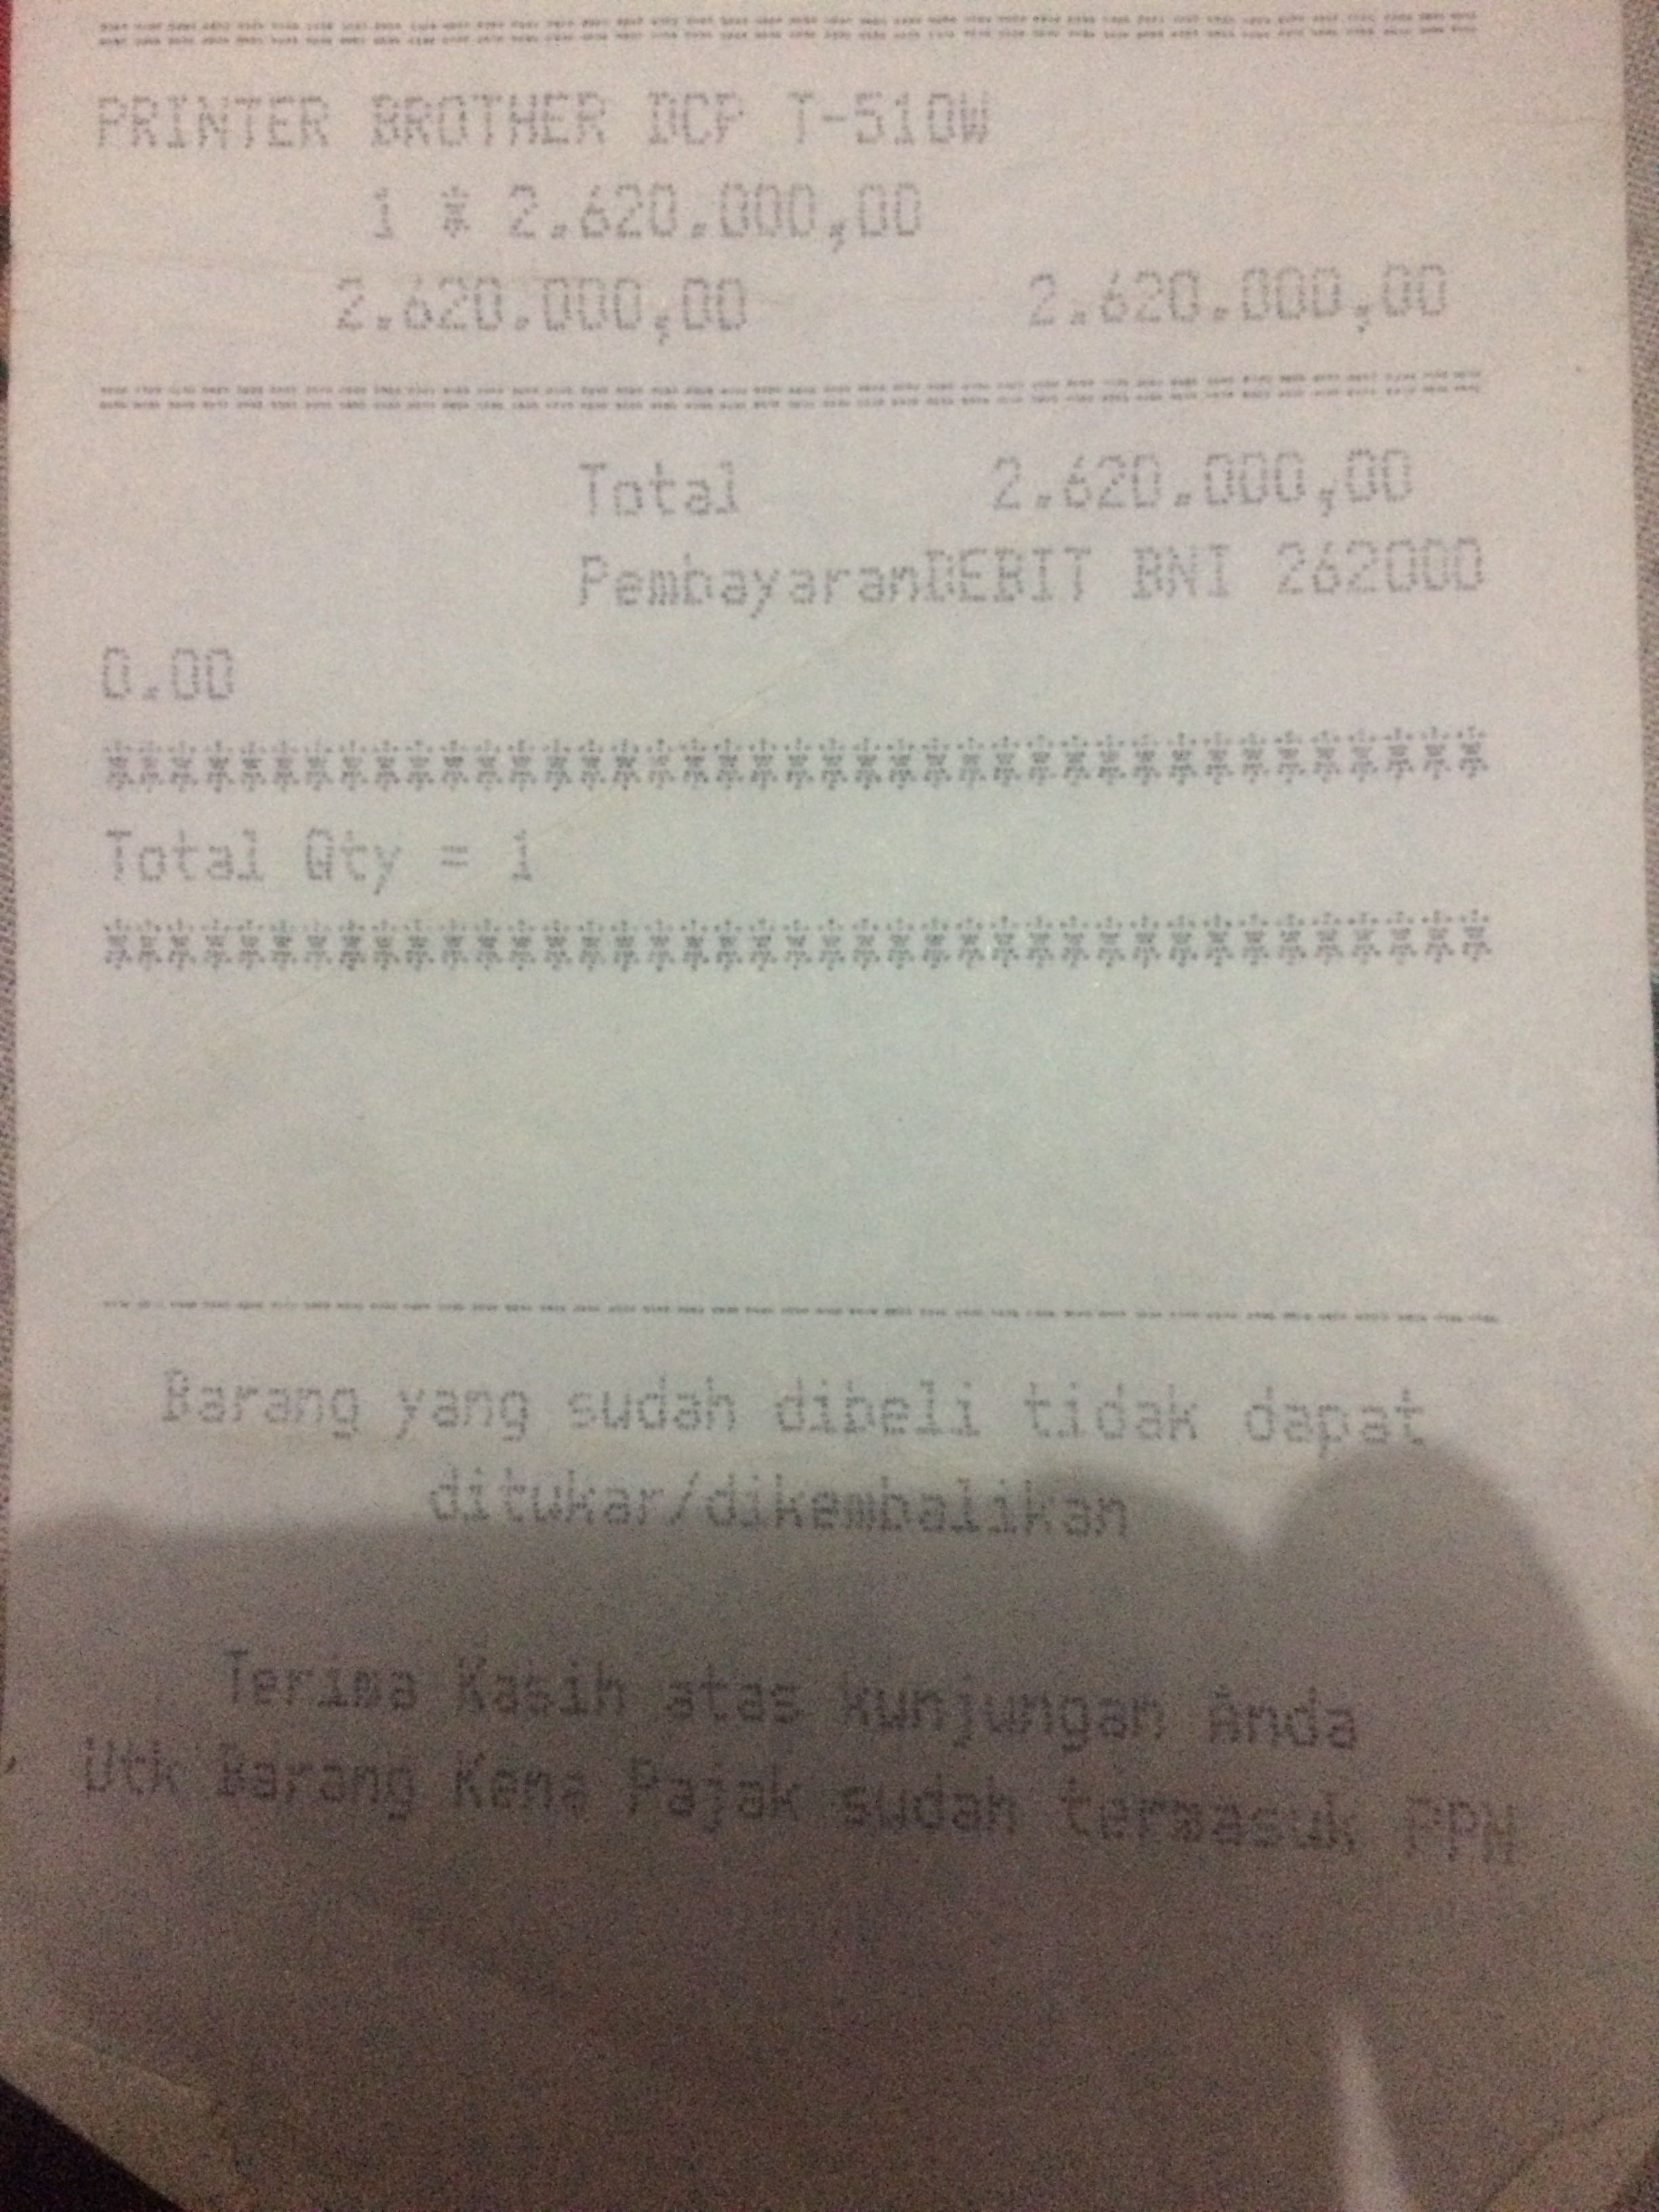 ========================================
PRINTER BROTHER DCP T-510W
1 * 2.620.000,00
2.620.000,00 2.620.000,00
========================================
Total 2.620.000,00
PembayaranDEBIT BNI 262000
0.00
****************************************
Total Qty = 1
****************************************
----------------------------------------
Barang yang sudah dibeli tidak dapat
ditukar/dikembalikan
Terima Kasih atas kunjungan Anda
Utk Barang Kena Pajak sudah termasuk PPN